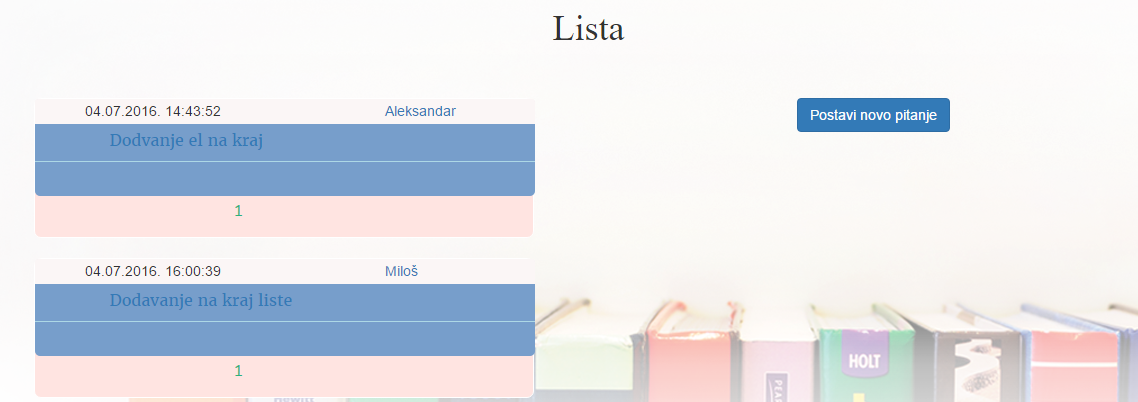 Lista
04.07.2016. 14:43:52 Aleksandar
Postavi novo pitanje
Dodvanje el na kraj
1
04.07.2016. 16:00:39 Miloš
Dodavanje na kraj liste
1
HOLT